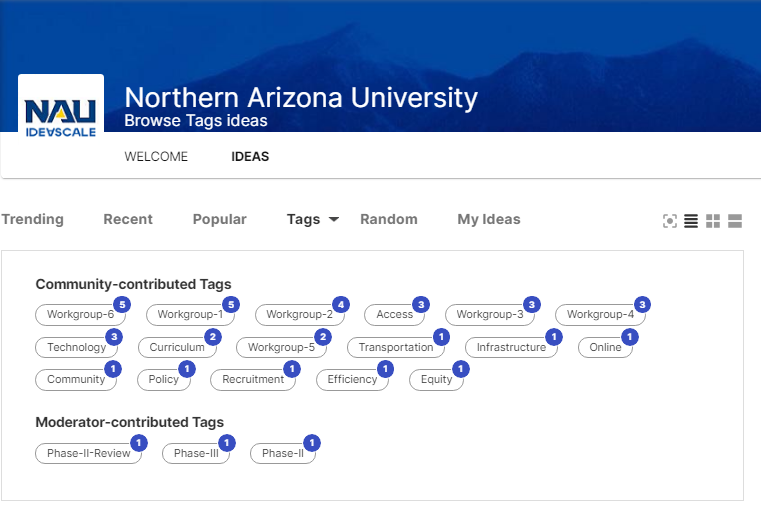 NAU
IDEASCALE
Northern Arizona University
Browse Tags ideas
WELCOME IDEAS
Trending Recent Popular Tags Random My Ideas
Community-contributed Tags
Workgroup-6 5 Workgroup-1 5 Workgroup-2 4 Access 3 Workgroup-3 3 Workgroup-4 3
Technology 3 Curriculum 2 Workgroup-5 2 Transportation 1 Infrastructure 1 Online 1
Community 1 Policy 1 Recruitment 1 Efficiency 1 Equity 1
Moderator-contributed Tags
Phase-II-Review 1 Phase-III 1 Phase-II 1